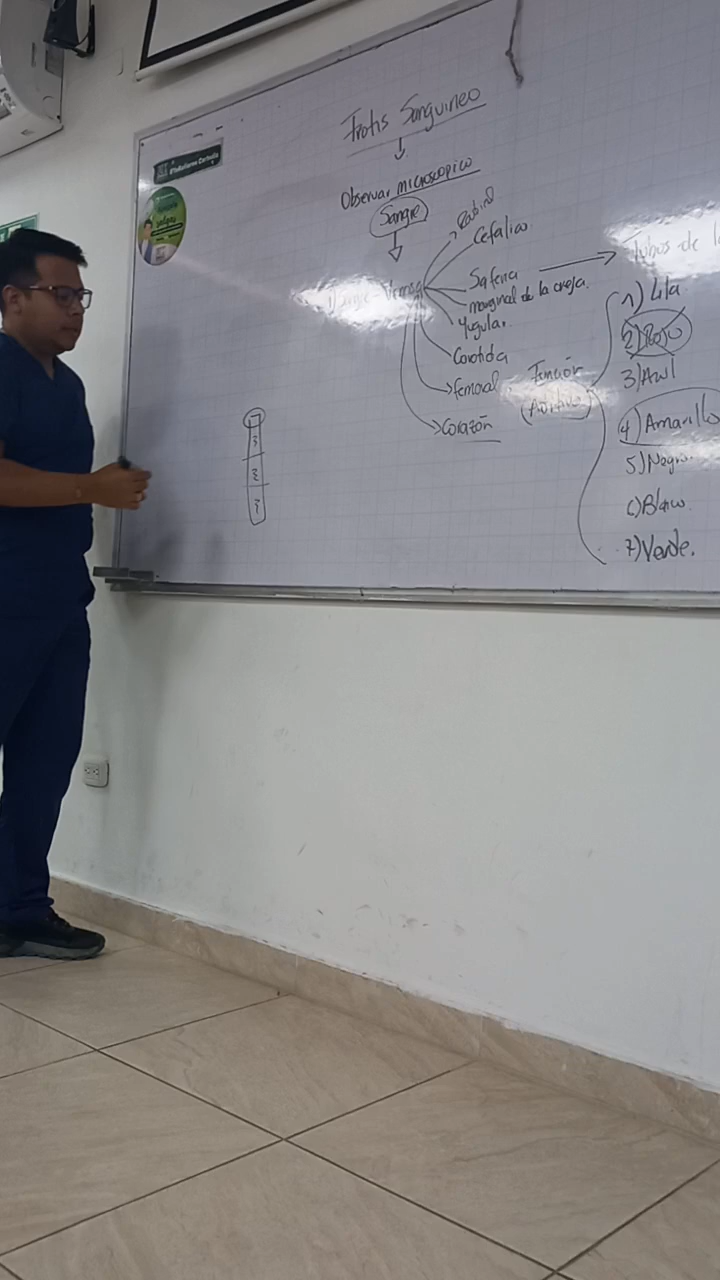 Frotis Sanguineo
Observar microscopico
Sangre
Cefalica
Safena
marginal de la oreja.
Yugular
Carotida
femoral
Corazón
Función
(Aditivo)
Tubos de
1) Lila
2) Rojo
3) Azul
4) Amarillo
5) Negro
6) Blanco
7) Verde.